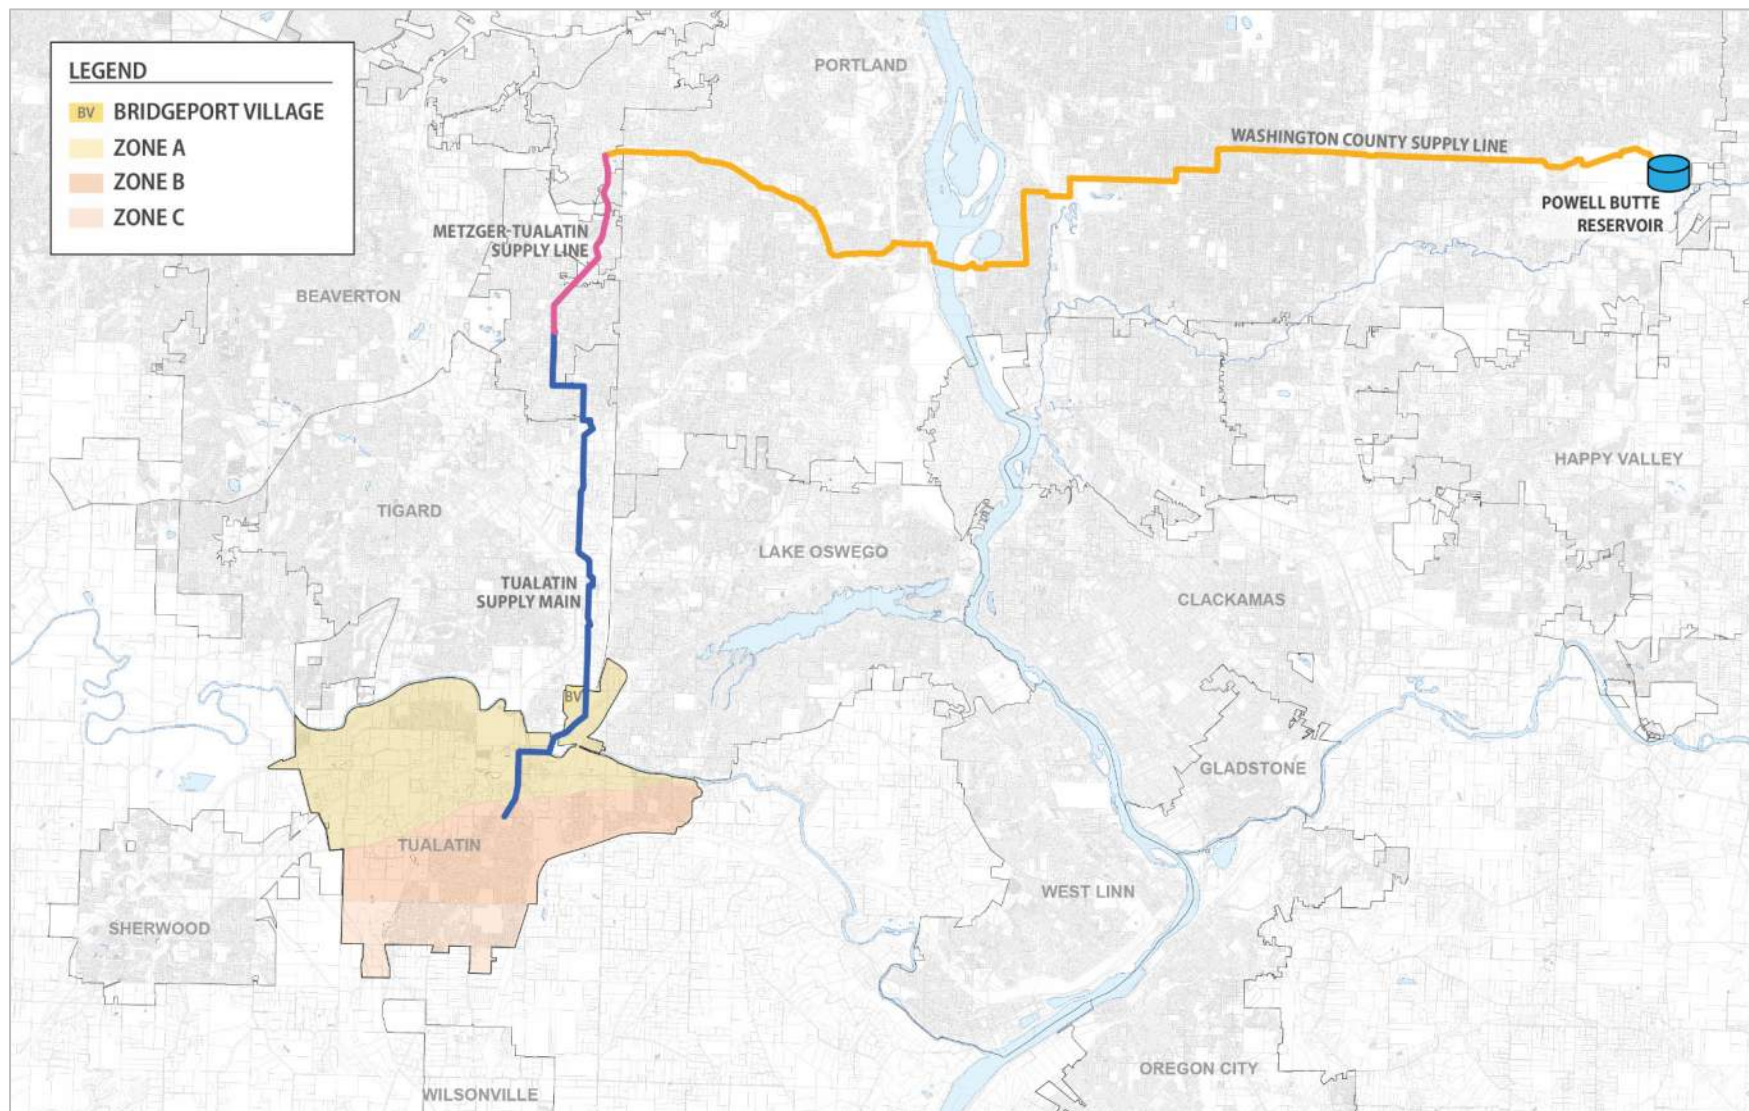 LEGEND
BV BRIDGEPORT VILLAGE
ZONE A
ZONE B
ZONE C
PORTLAND
WASHINGTON COUNTY SUPPLY LINE
POWELL BUTTE
RESERVOIR
METZGER-TUALATIN
SUPPLY LINE
BEAVERTON
HAPPY VALLEY
TIGARD
LAKE OSWEGO
TUALATIN
SUPPLY MAIN
CLACKAMAS
BV
GLADSTONE
TUALATIN
WEST LINN
SHERWOOD
OREGON CITY
WILSONVILLE